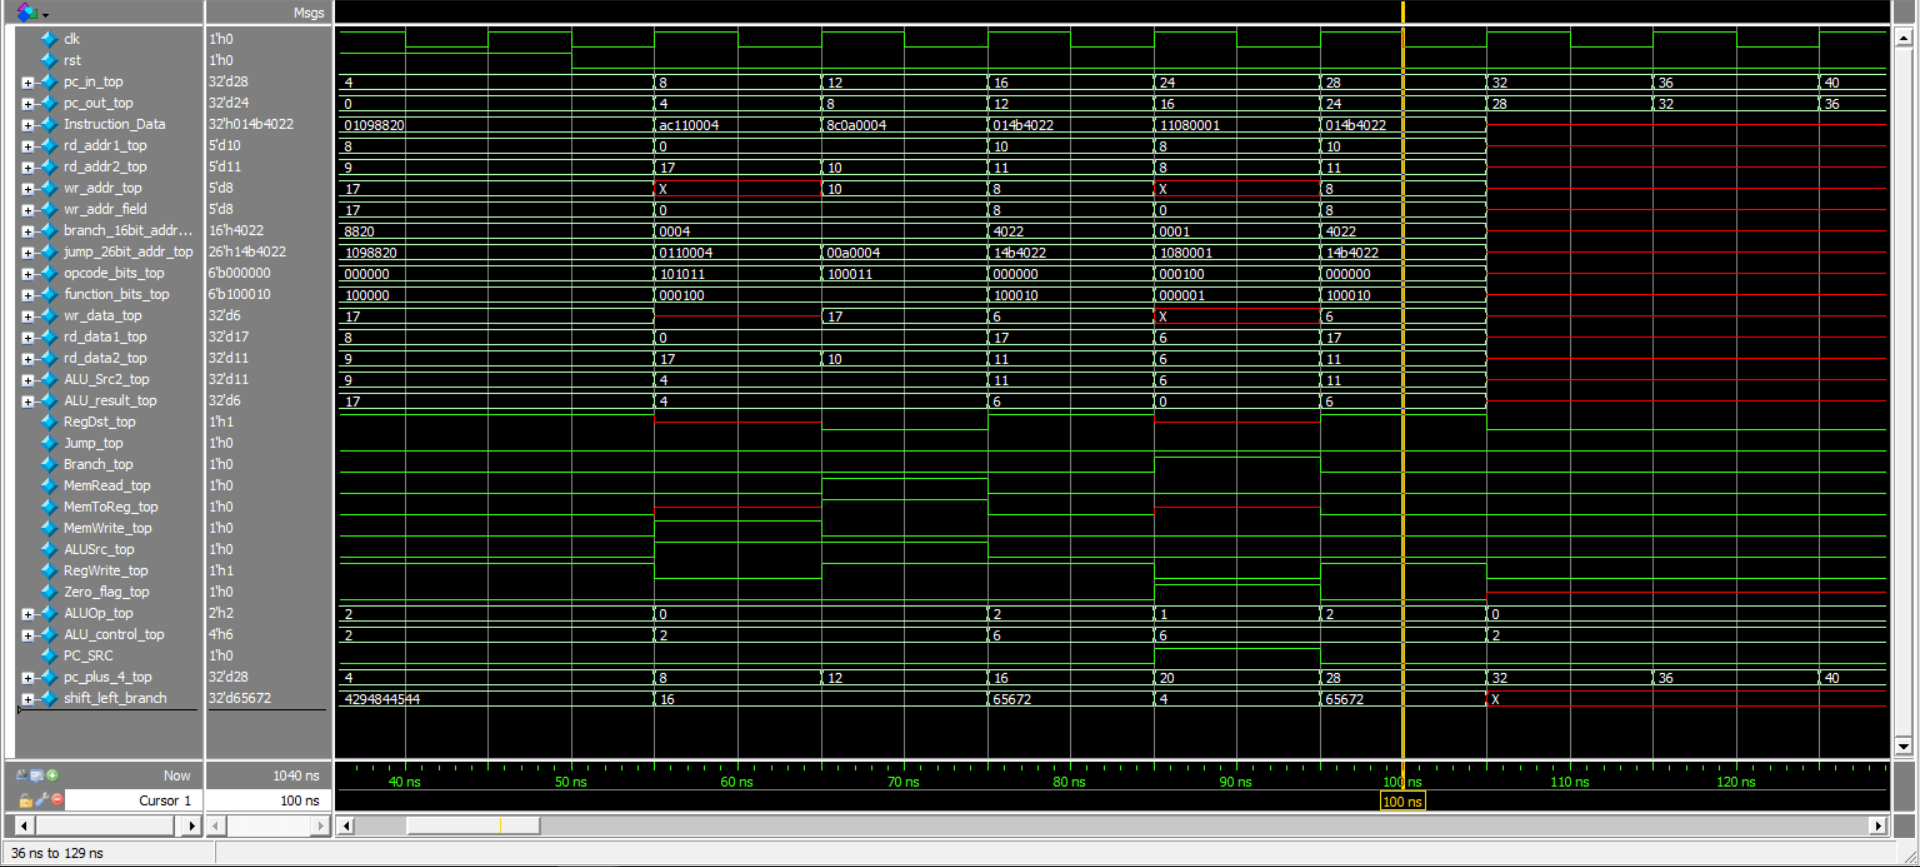 Msgs
clk 1'h0
rst 1'h0
pc_in_top 32'd28 4 8 12 16 24 28 32 36 40
pc_out_top 32'd24 0 4 8 12 16 24 28 32 36
Instruction_Data 32'h014b4022 01098820 ac110004 8c0a0004 014b4022 11080001 014b4022
rd_addr1_top 5'd10 8 0 10 8 10
rd_addr2_top 5'd11 9 17 10 11 8 11
wr_addr_top 5'd8 17 X 10 8 X 8
wr_addr_field 5'd8 17 0 8 0 8
branch_16bit_addr... 16'h4022 8820 0004 4022 0001 4022
jump_26bit_addr_top 26'h14b4022 1098820 0110004 00a0004 14b4022 1080001 14b4022
opcode_bits_top 6'b000000 000000 101011 100011 000000 000100 000000
function_bits_top 6'b100010 100000 000100 100010 000001 100010
wr_data_top 32'd6 17 17 6 X 6
rd_data1_top 32'd17 8 0 17 6 17
rd_data2_top 32'd11 9 17 10 11 6 11
ALU_Src2_top 32'd11 9 4 11 6 11
ALU_result_top 32'd6 17 4 6 0 6
RegDst_top 1'h1
Jump_top 1'h0
Branch_top 1'h0
MemRead_top 1'h0
MemToReg_top 1'h0
MemWrite_top 1'h0
ALUSrc_top 1'h0
RegWrite_top 1'h1
Zero_flag_top 1'h0
ALUOp_top 2'h2 2 0 2 1 2 0
ALU_control_top 4'h6 2 2 6 6 2
PC_SRC 1'h0
pc_plus_4_top 32'd28 4 8 12 16 20 28 32 36 40
shift_left_branch 32'd65672 4294844544 16 65672 4 65672 X
Now 1040 ns 40 ns 50 ns 60 ns 70 ns 80 ns 90 ns 100 ns 110 ns 120 ns
Cursor 1 100 ns 100 ns
36 ns to 129 ns